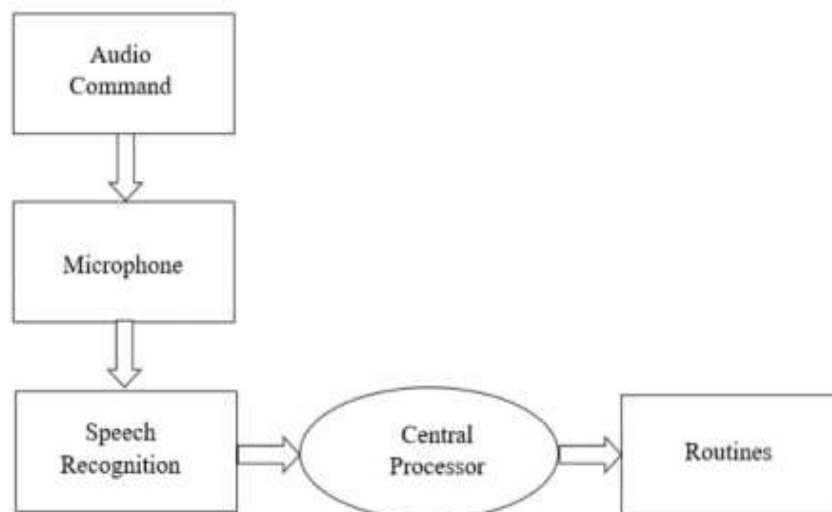 Audio
Command
Microphone
Speech
Recognition
Central
Processor
Routines